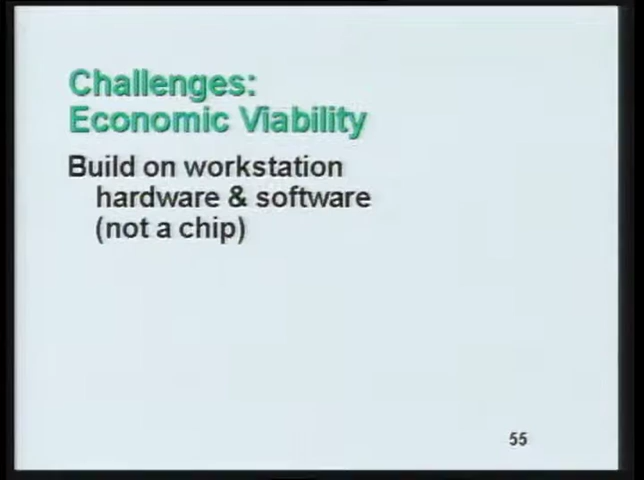 Challenges:
Economic Viability
Build on workstation
hardware & software
(not a chip)
55